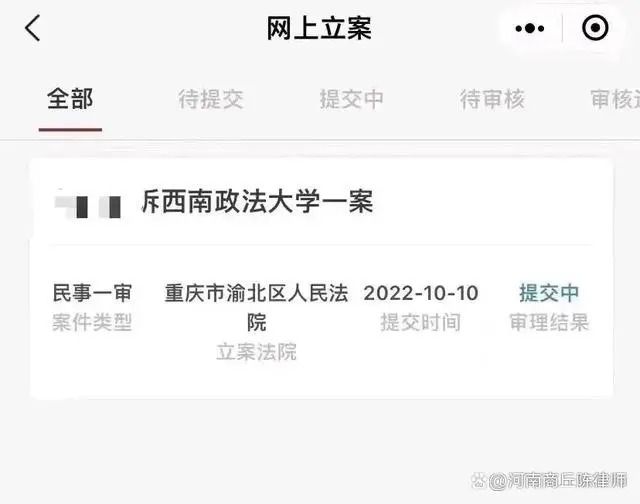 网上立案
全部 待提交 提交中 待审核 审核
诉西南政法大学一案
民事一审 重庆市渝北区人民法 2022-10-10 提交中
案件类型 院 提交时间 审理结果
立案法院
@河南商丘陈律师